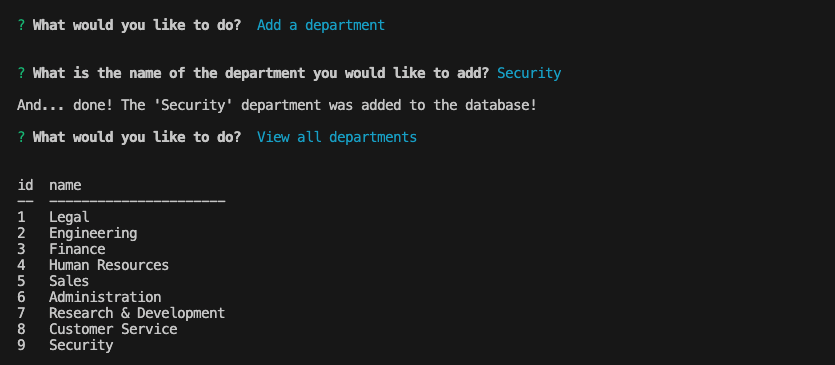 ? What would you like to do?  Add a department
? What is the name of the department you would like to add? Security
And... done! The 'Security' department was added to the database!
? What would you like to do?  View all departments
id  name
--  ----------------------
1   Legal
2   Engineering
3   Finance
4   Human Resources
5   Sales
6   Administration
7   Research & Development
8   Customer Service
9   Security